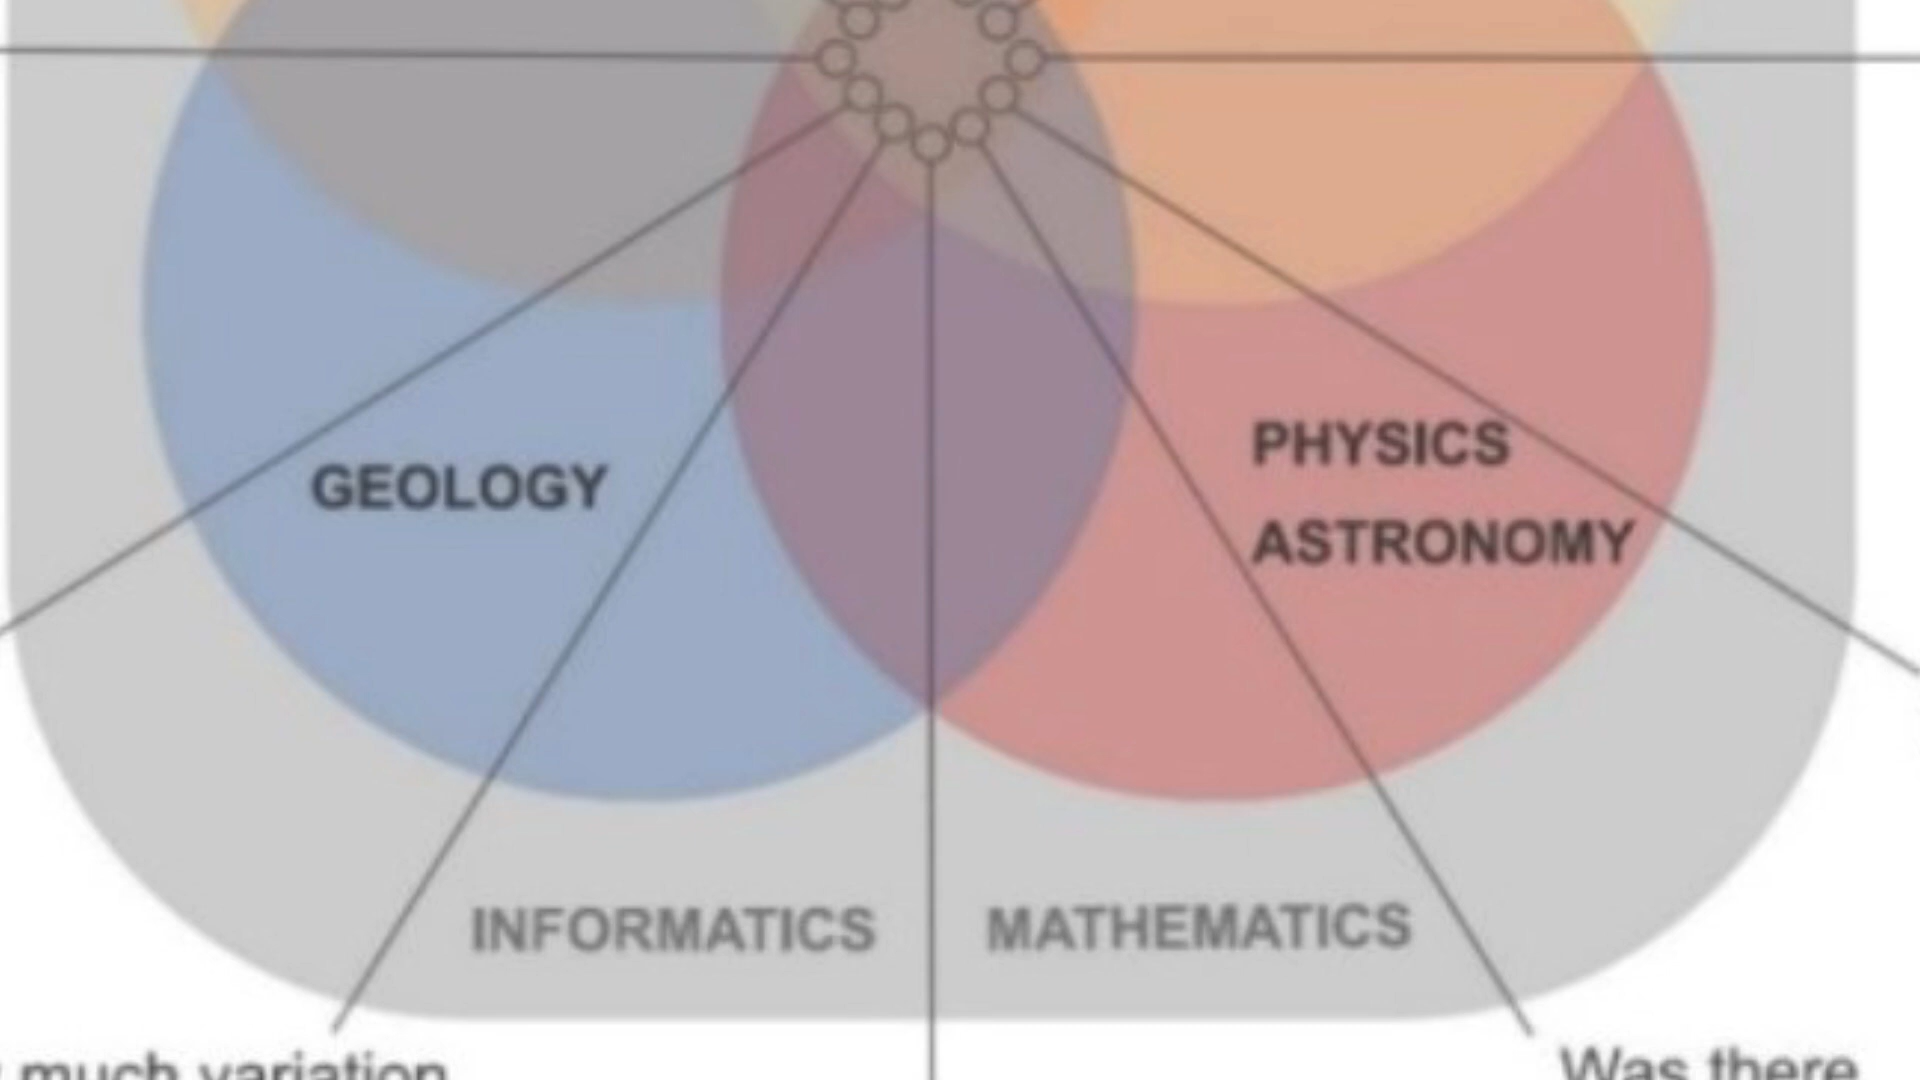 PHYSICS
GEOLOGY
ASTRONOMY
INFORMATICS MATHEMATICS
much variation
Was there